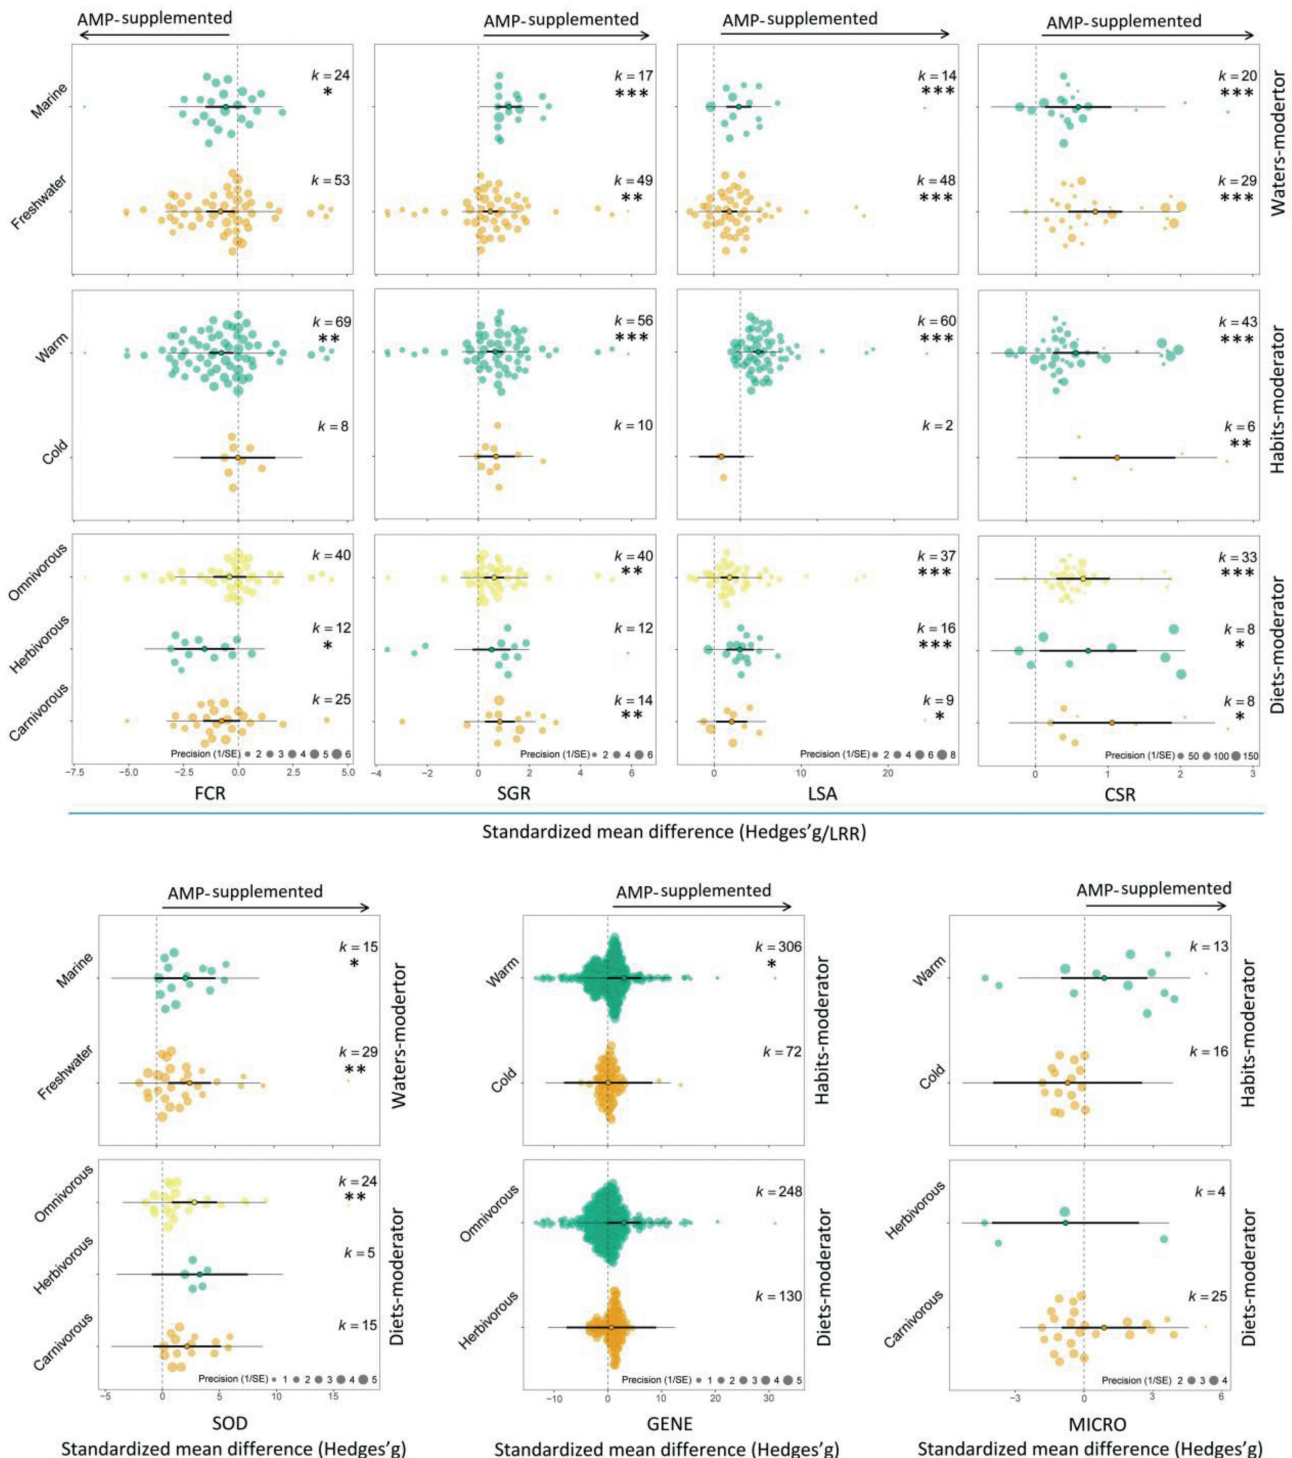 AMP-supplemented AMP-supplemented AMP-supplemented AMP-supplemented
Marine k = 24 k = 17 k = 14 k = 20
* *** *** ***
Freshwater k = 53 k = 49 k = 48 k = 29
** *** ***
Waters-modertor
Warm k = 69 k = 56 k = 60 k = 43
** *** *** ***
Cold k = 8 k = 10 k = 2 k = 6
**
Habits-moderator
Omnivorous k = 40 k = 40 k = 37 k = 33
** *** ***
Herbivorous k = 12 k = 12 k = 16 k = 8
* *** *
Carnivorous k = 25 k = 14 k = 9 k = 8
** * *
Diets-moderator
Precision (1/SE) 2 3 4 5 6 Precision (1/SE) 2 4 6 Precision (1/SE) 2 4 6 8 Precision (1/SE) 50 100 150
−7.5 −5.0 −2.5 0.0 2.5 5.0 −4 −2 0 2 4 6 0 10 20 0 1 2 3
FCR SGR LSA CSR
Standardized mean difference (Hedges'g/LRR)
AMP-supplemented AMP-supplemented AMP-supplemented
Marine k = 15
*
Freshwater k = 29
**
Waters-modertor
Warm k = 306
*
Cold k = 72
Habits-moderator
Warm k = 13
Cold k = 16
Habits-moderator
Omnivorous k = 24
**
Herbivorous k = 5
Carnivorous k = 15
Diets-moderator
Omnivorous k = 248
Herbivorous k = 130
Diets-moderator
Herbivorous k = 4
Carnivorous k = 25
Diets-moderator
Precision (1/SE) 1 2 3 4 5 Precision (1/SE) 1 2 3 4 5 Precision (1/SE) 2 3 4
−5 0 5 10 15 −10 0 10 20 30 −3 0 3 6
SOD GENE MICRO
Standardized mean difference (Hedges'g) Standardized mean difference (Hedges'g) Standardized mean difference (Hedges'g)